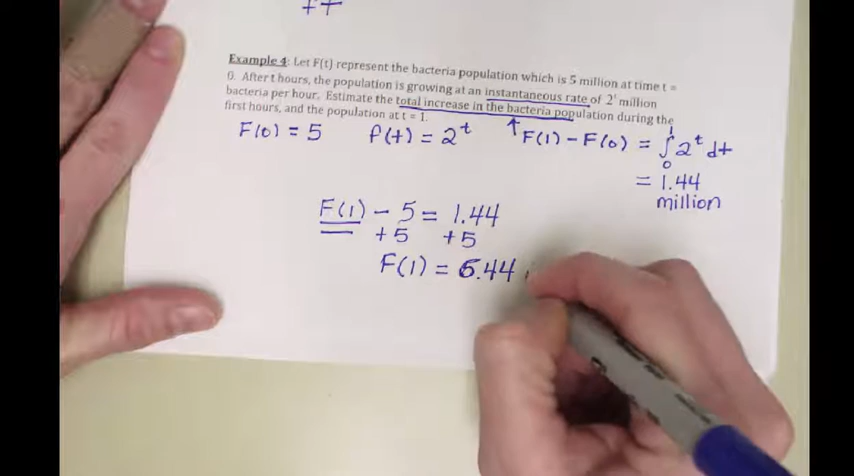 Example 4: Let F(t) represent the bacteria population which is 5 million at time t =
0. After t hours, the population is growing at an instantaneous rate of 2^t million
bacteria per hour. Estimate the total increase in the bacteria population during the
first hours, and the population at t = 1.
F(0) = 5 f(t) = 2^t ↑ F(1) - F(0) = ∫₀¹ 2^t dt
= 1.44
million
F(1) - 5 = 1.44
+5 +5
F(1) = 6.44